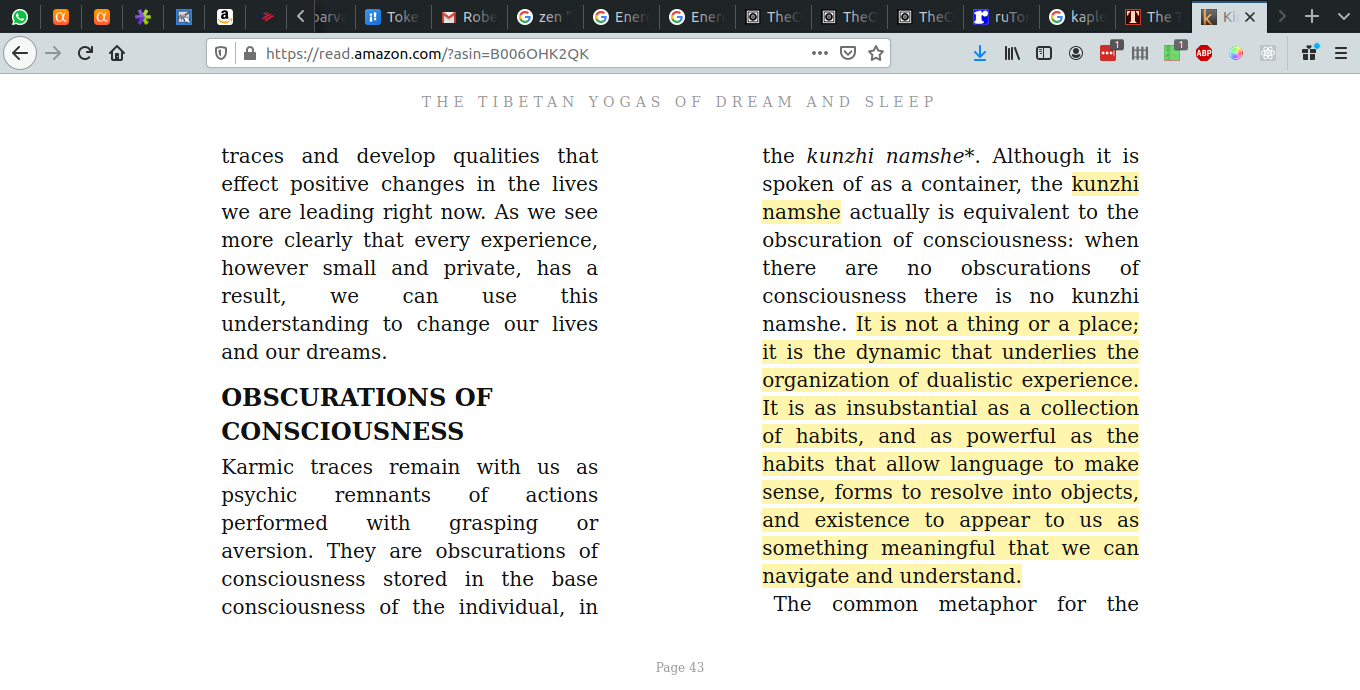 barva
Toke
Robe
zen "
Ener
Ener
TheC
TheC
TheC
ruTor
kaple
The T
Kin
https://read.amazon.com/?asin=B006OHK2QK
1
1
ABP
THE TIBETAN YOGAS OF DREAM AND SLEEP
traces and develop qualities that
effect positive changes in the lives
we are leading right now. As we see
more clearly that every experience,
however small and private, has a
result, we can use this
understanding to change our lives
and our dreams.
OBSCURATIONS OF
CONSCIOUSNESS
Karmic traces remain with us as
psychic remnants of actions
performed with grasping or
aversion. They are obscurations of
consciousness stored in the base
consciousness of the individual, in
the kunzhi namshe*. Although it is
spoken of as a container, the kunzhi
namshe actually is equivalent to the
obscuration of consciousness: when
there are no obscurations of
consciousness there is no kunzhi
namshe. It is not a thing or a place;
it is the dynamic that underlies the
organization of dualistic experience.
It is as insubstantial as a collection
of habits, and as powerful as the
habits that allow language to make
sense, forms to resolve into objects,
and existence to appear to us as
something meaningful that we can
navigate and understand.
The common metaphor for the
Page 43